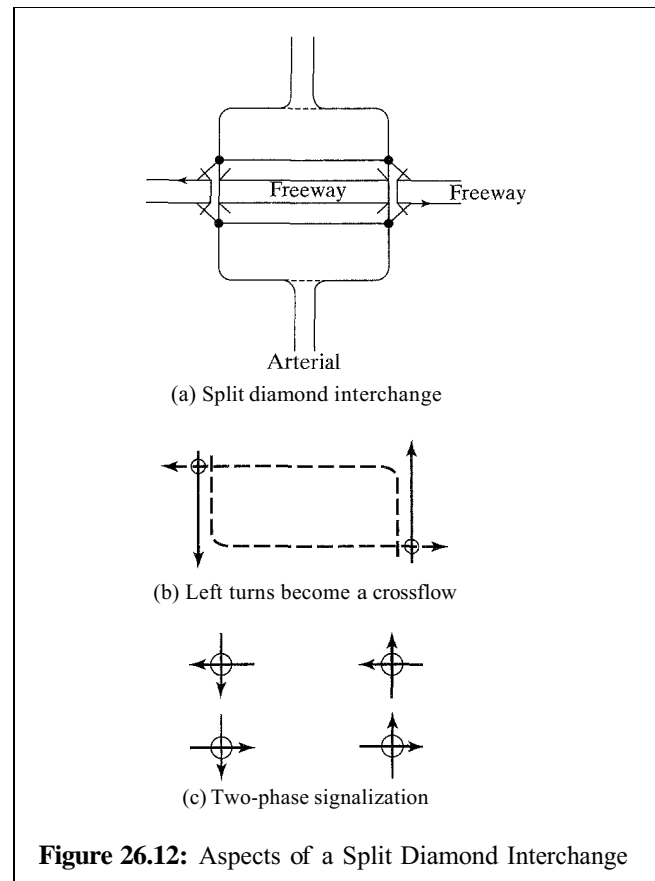 Freeway
Freeway
Arterial
(a) Split diamond interchange
(b) Left turns become a crossflow
(c) Two-phase signalization
Figure 26.12: Aspects of a Split Diamond Interchange